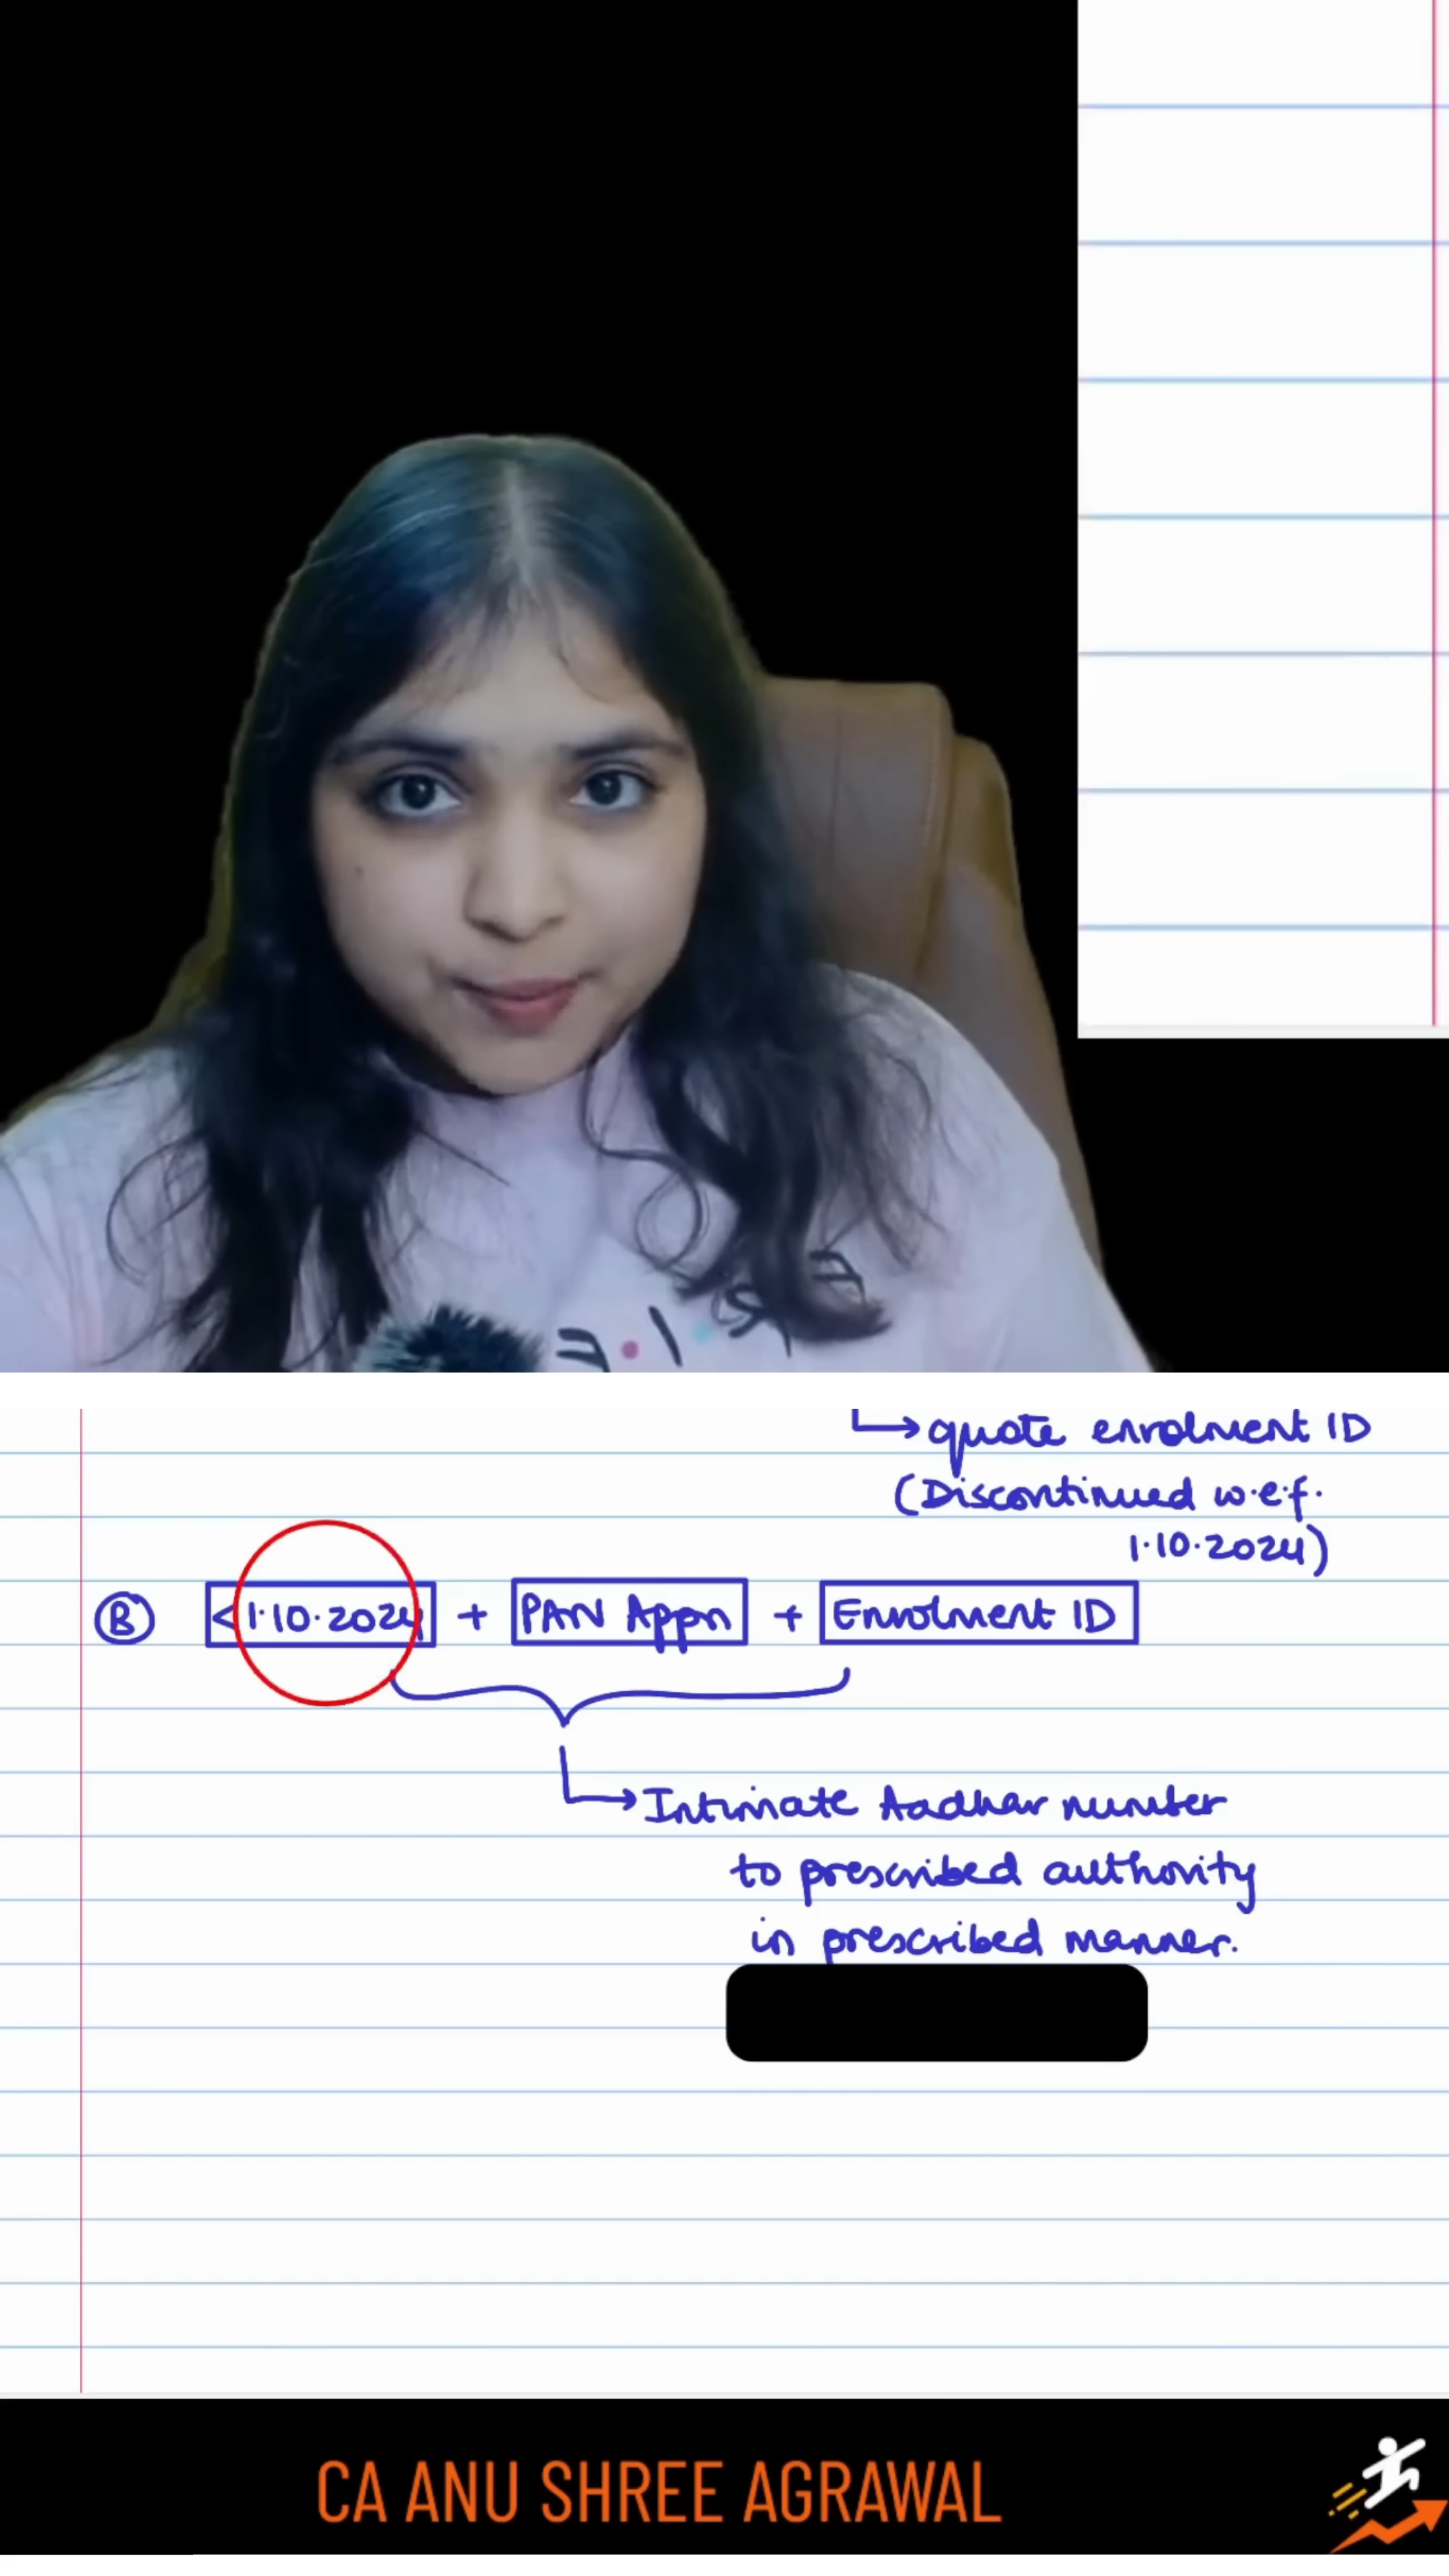 → quote enrolment ID
(Discontinued w.e.f.
1.10.2024)
Ⓑ <1.10.2024 + PAN Appn + Enrolment ID
→ Intimate Aadhar number
to prescribed authority
in prescribed manner.
CA ANU SHREE AGRAWAL